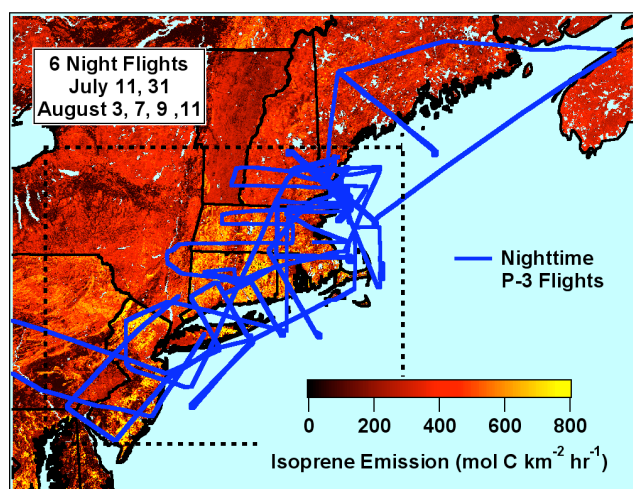 6 Night Flights
July 11, 31
August 3, 7, 9 ,11
Nighttime
P-3 Flights
0 200 400 600 800
Isoprene Emission (mol C km⁻² hr⁻¹)